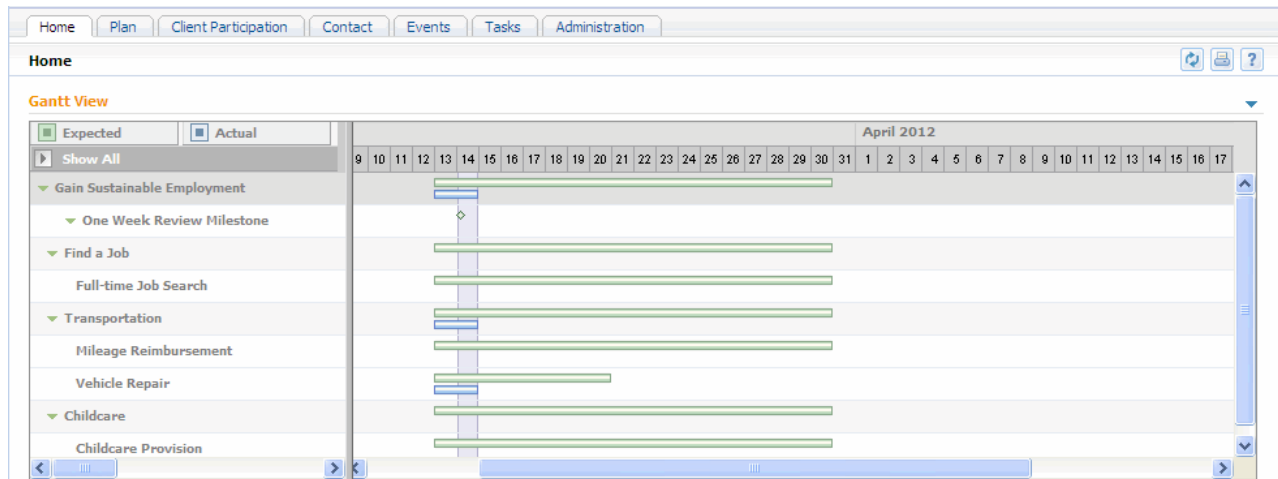 Home Plan Client Participation Contact Events Tasks Administration
Home ?
Gantt View
Expected Actual April 2012
Show All 9 10 11 12 13 14 15 16 17 18 19 20 21 22 23 24 25 26 27 28 29 30 31 1 2 3 4 5 6 7 8 9 10 11 12 13 14 15 16 17
Gain Sustainable Employment
One Week Review Milestone
Find a Job
Full-time Job Search
Transportation
Mileage Reimbursement
Vehicle Repair
Childcare
Childcare Provision